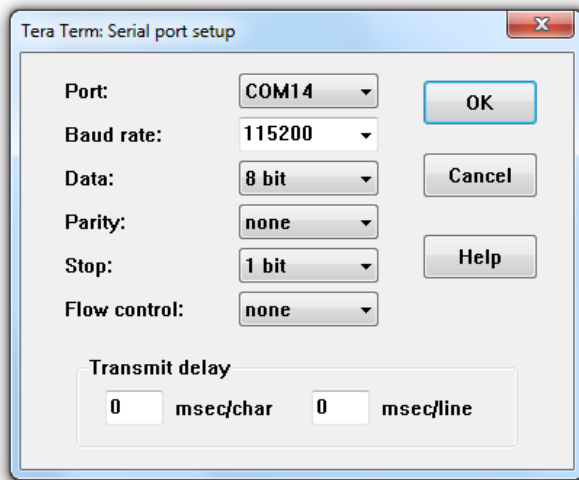 Tera Term: Serial port setup
Port: COM14 OK
Baud rate: 115200
Data: 8 bit Cancel
Parity: none
Stop: 1 bit Help
Flow control: none
Transmit delay
0 msec/char 0 msec/line